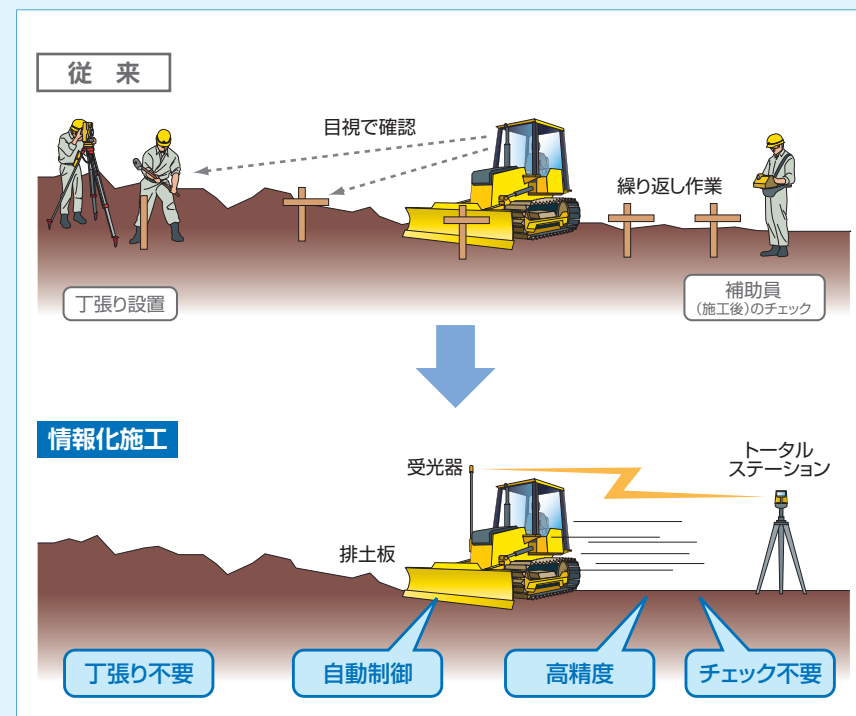 従 来
目視で確認
繰り返し作業
丁張り設置
補助員
(施工後)のチェック
情報化施工
受光器
トータル
ステーション
排土板
丁張り不要
自動制御
高精度
チェック不要